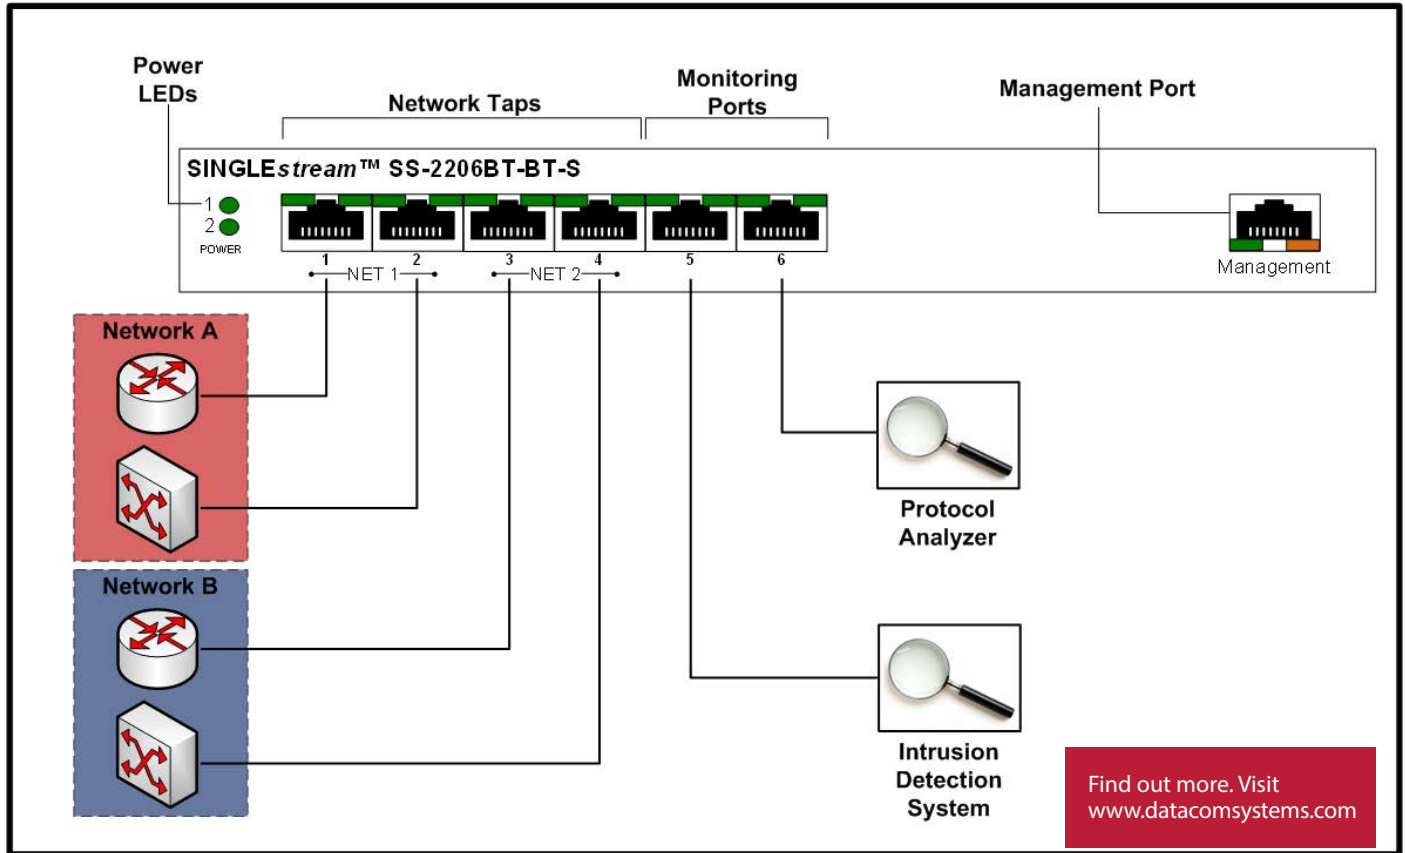 Power
LEDs
Network Taps
Monitoring
Ports
Management Port
SINGLEstream™ SS-2206BT-BT-S
1
2
POWER
1
2
3
4
5
6
NET 1
NET 2
Management
Network A
Network B
Protocol
Analyzer
Intrusion
Detection
System
Find out more. Visit
www.datacomsystems.com